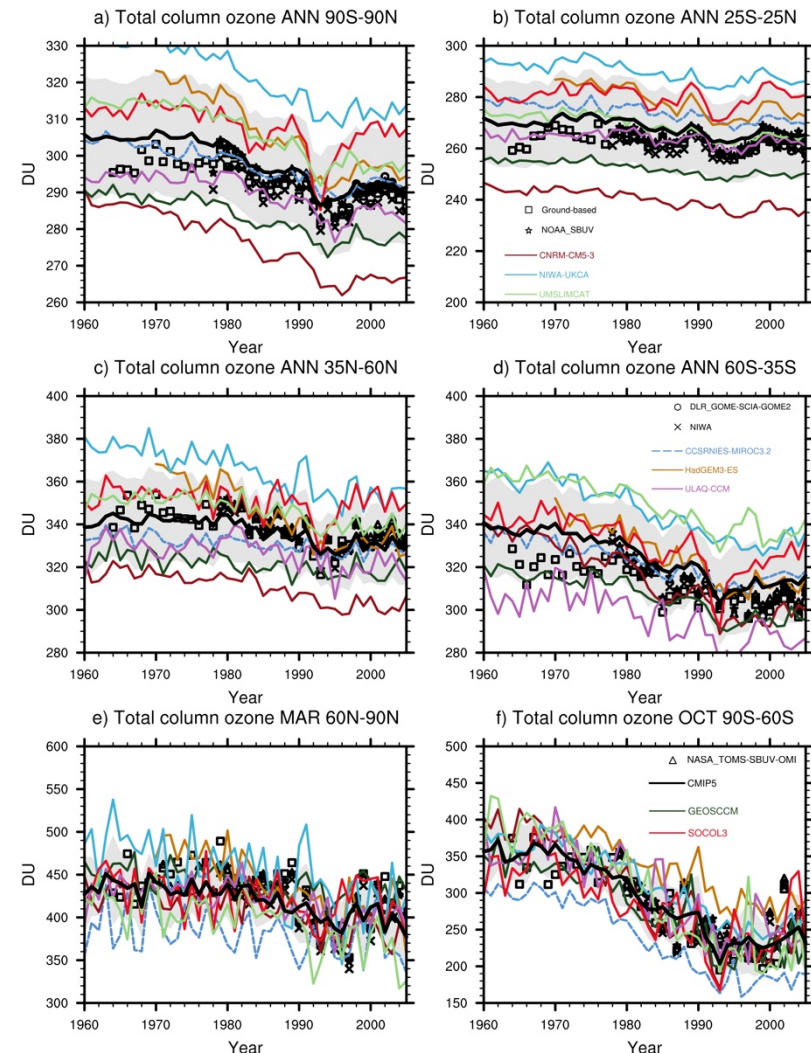 a) Total column ozone ANN 90S-90N
330
320
310
300
290
280
270
260
DU
1960
1970
1980
1990
2000
Year
b) Total column ozone ANN 25S-25N
300
280
260
240
220
200
DU
Ground-based
NOAA_SBUV
CNRM-CM5-3
NIWA-UKCA
UMSLIMCAT
1960
1970
1980
1990
2000
Year
c) Total column ozone ANN 35N-60N
400
380
360
340
320
300
280
DU
1960
1970
1980
1990
2000
Year
d) Total column ozone ANN 60S-35S
400
380
360
340
320
300
280
DU
DLR_GOME-SCIA-GOME2
NIWA
CCSRNIES-MIROC3.2
HadGEM3-ES
ULAQ-CCM
1960
1970
1980
1990
2000
Year
e) Total column ozone MAR 60N-90N
600
550
500
450
400
350
300
DU
1960
1970
1980
1990
2000
Year
f) Total column ozone OCT 90S-60S
500
450
400
350
300
250
200
150
DU
NASA_TOMS-SBUV-OMI
CMIP5
GEOSCCM
SOCOL3
1960
1970
1980
1990
2000
Year